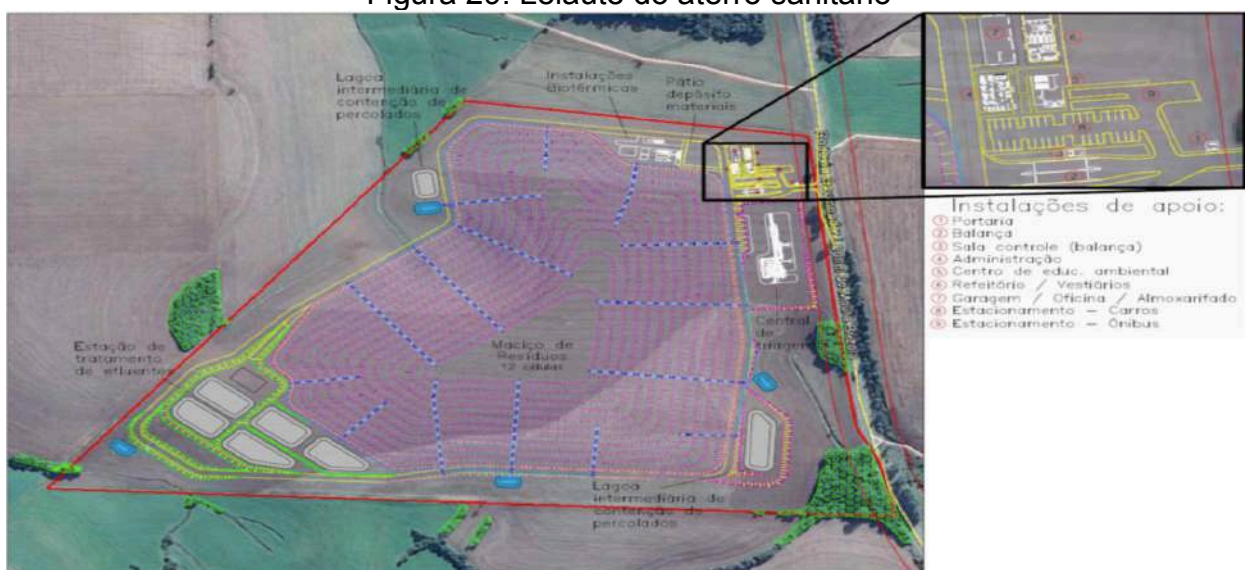 Figura 20. Leiaute do aterro sanitário
Lagoa
intermediária de
contenção de
percolados
Instalações
Biotérmicas
Pátio
depósito
materiais
Estação de
tratamento
de efluentes
Maciço de
Resíduos
12 células
Central
de
triagem
Lagoa
intermediária de
contenção de
percolados
Instalações de apoio:
① Portaria
② Balança
③ Sala controle (balança)
④ Administração
⑤ Centro de educ. ambiental
⑥ Refeitório / Vestiários
⑦ Garagem / Oficina / Almoxarifado
⑧ Estacionamento – Carros
⑨ Estacionamento – Ônibus